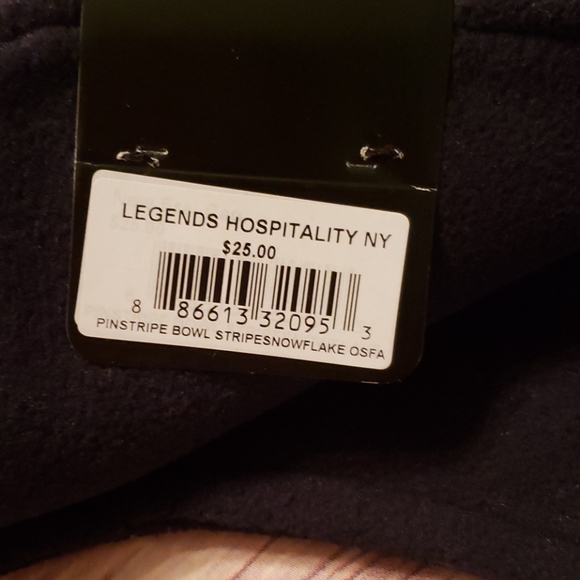 LEGENDS HOSPITALITY NY
$25.00
8 86613 32095 3
PINSTRIPE BOWL STRIPESNOWFLAKE OSFA